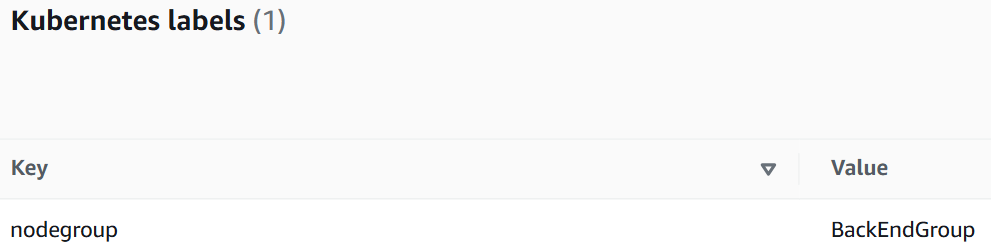 Kubernetes labels (1)
Key Value
nodegroup BackEndGroup